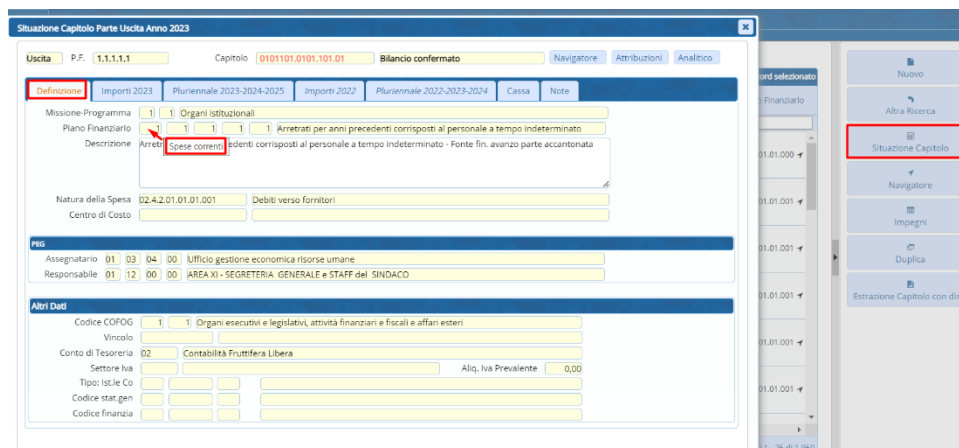 Situazione Capitolo Parte Uscita Anno 2023
Uscita P.F. 1.1.1.1,1 Capitolo 0101101.0101.101.01 Bilancio confermato Navigatore Attribuzioni Analitico
Definizione Importi 2023 Pluriennale 2023-2024-2025 Importi 2022 Pluriennale 2022-2023-2024 Cassa Note
Missione-Programma 1 1 Organi istituzionali
Piano Finanziario 1 1 1 1 1 Arretrati per anni precedenti corrisposti al personale a tempo indeterminato
Descrizione Arretr Spese correnti edenti corrisposti al personale a tempo indeterminato - Fonte fin. avanzo parte accantonata
Natura della Spesa 02.4.2.01.01.01.001 Debiti verso fornitori
Centro di Costo
PEG
Assegnatario 01 03 04 00 Ufficio gestione economica risorse umane
Responsabile 01 12 00 00 AREA XI - SEGRETERIA GENERALE e STAFF del SINDACO
Altri Dati
Codice COFOG 1 1 Organi esecutivi e legislativi, attività finanziari e fiscali e affari esteri
Vincolo
Conto di Tesoreria 02 Contabilità Fruttifera Libera
Settore Iva Aliq. Iva Prevalente 0,00
Tipo: Ist.le Co
Codice stat.gen
Codice finanzia
ord selezionato
Finanziario
01.01.000
01.01.001
01.01.001
01.01.001
01.01.001
01.01.001
Nuovo
Altra Ricerca
Situazione Capitolo
Navigatore
Impegni
Duplica
Estrazione Capitolo con dis